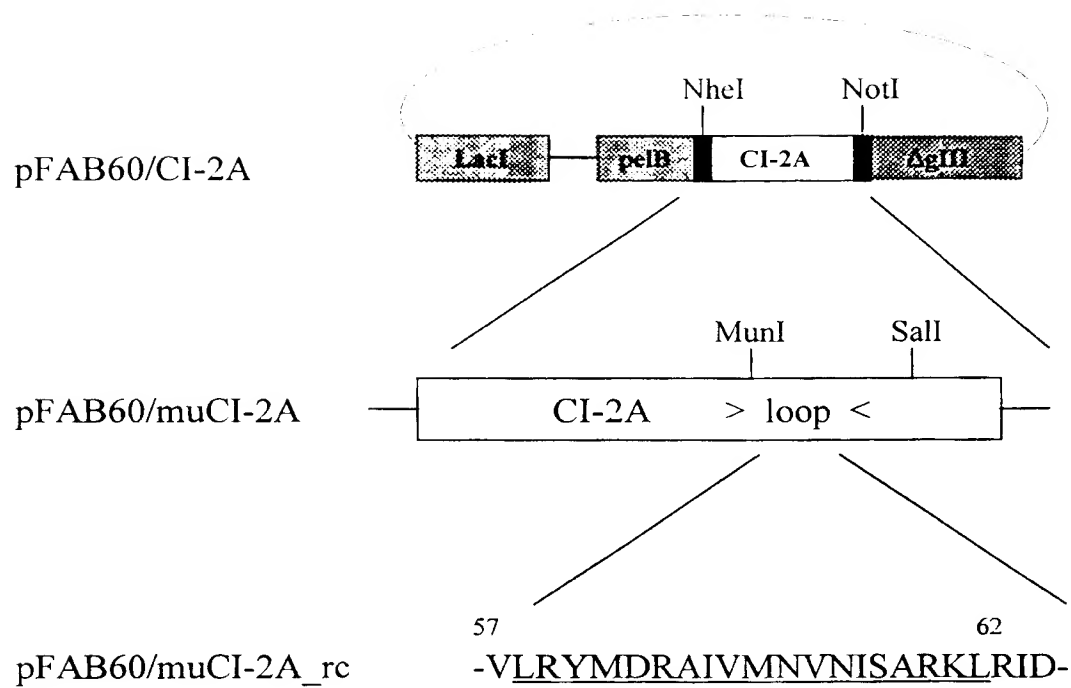 NheI NotI
pFAB60/CI-2A LacI pelB CI-2A ΔgIII
MunI SalI
pFAB60/muCI-2A CI-2A > loop <
57 62
pFAB60/muCI-2A_rc -VLRYMDRAIVMNVNISARKLRID-